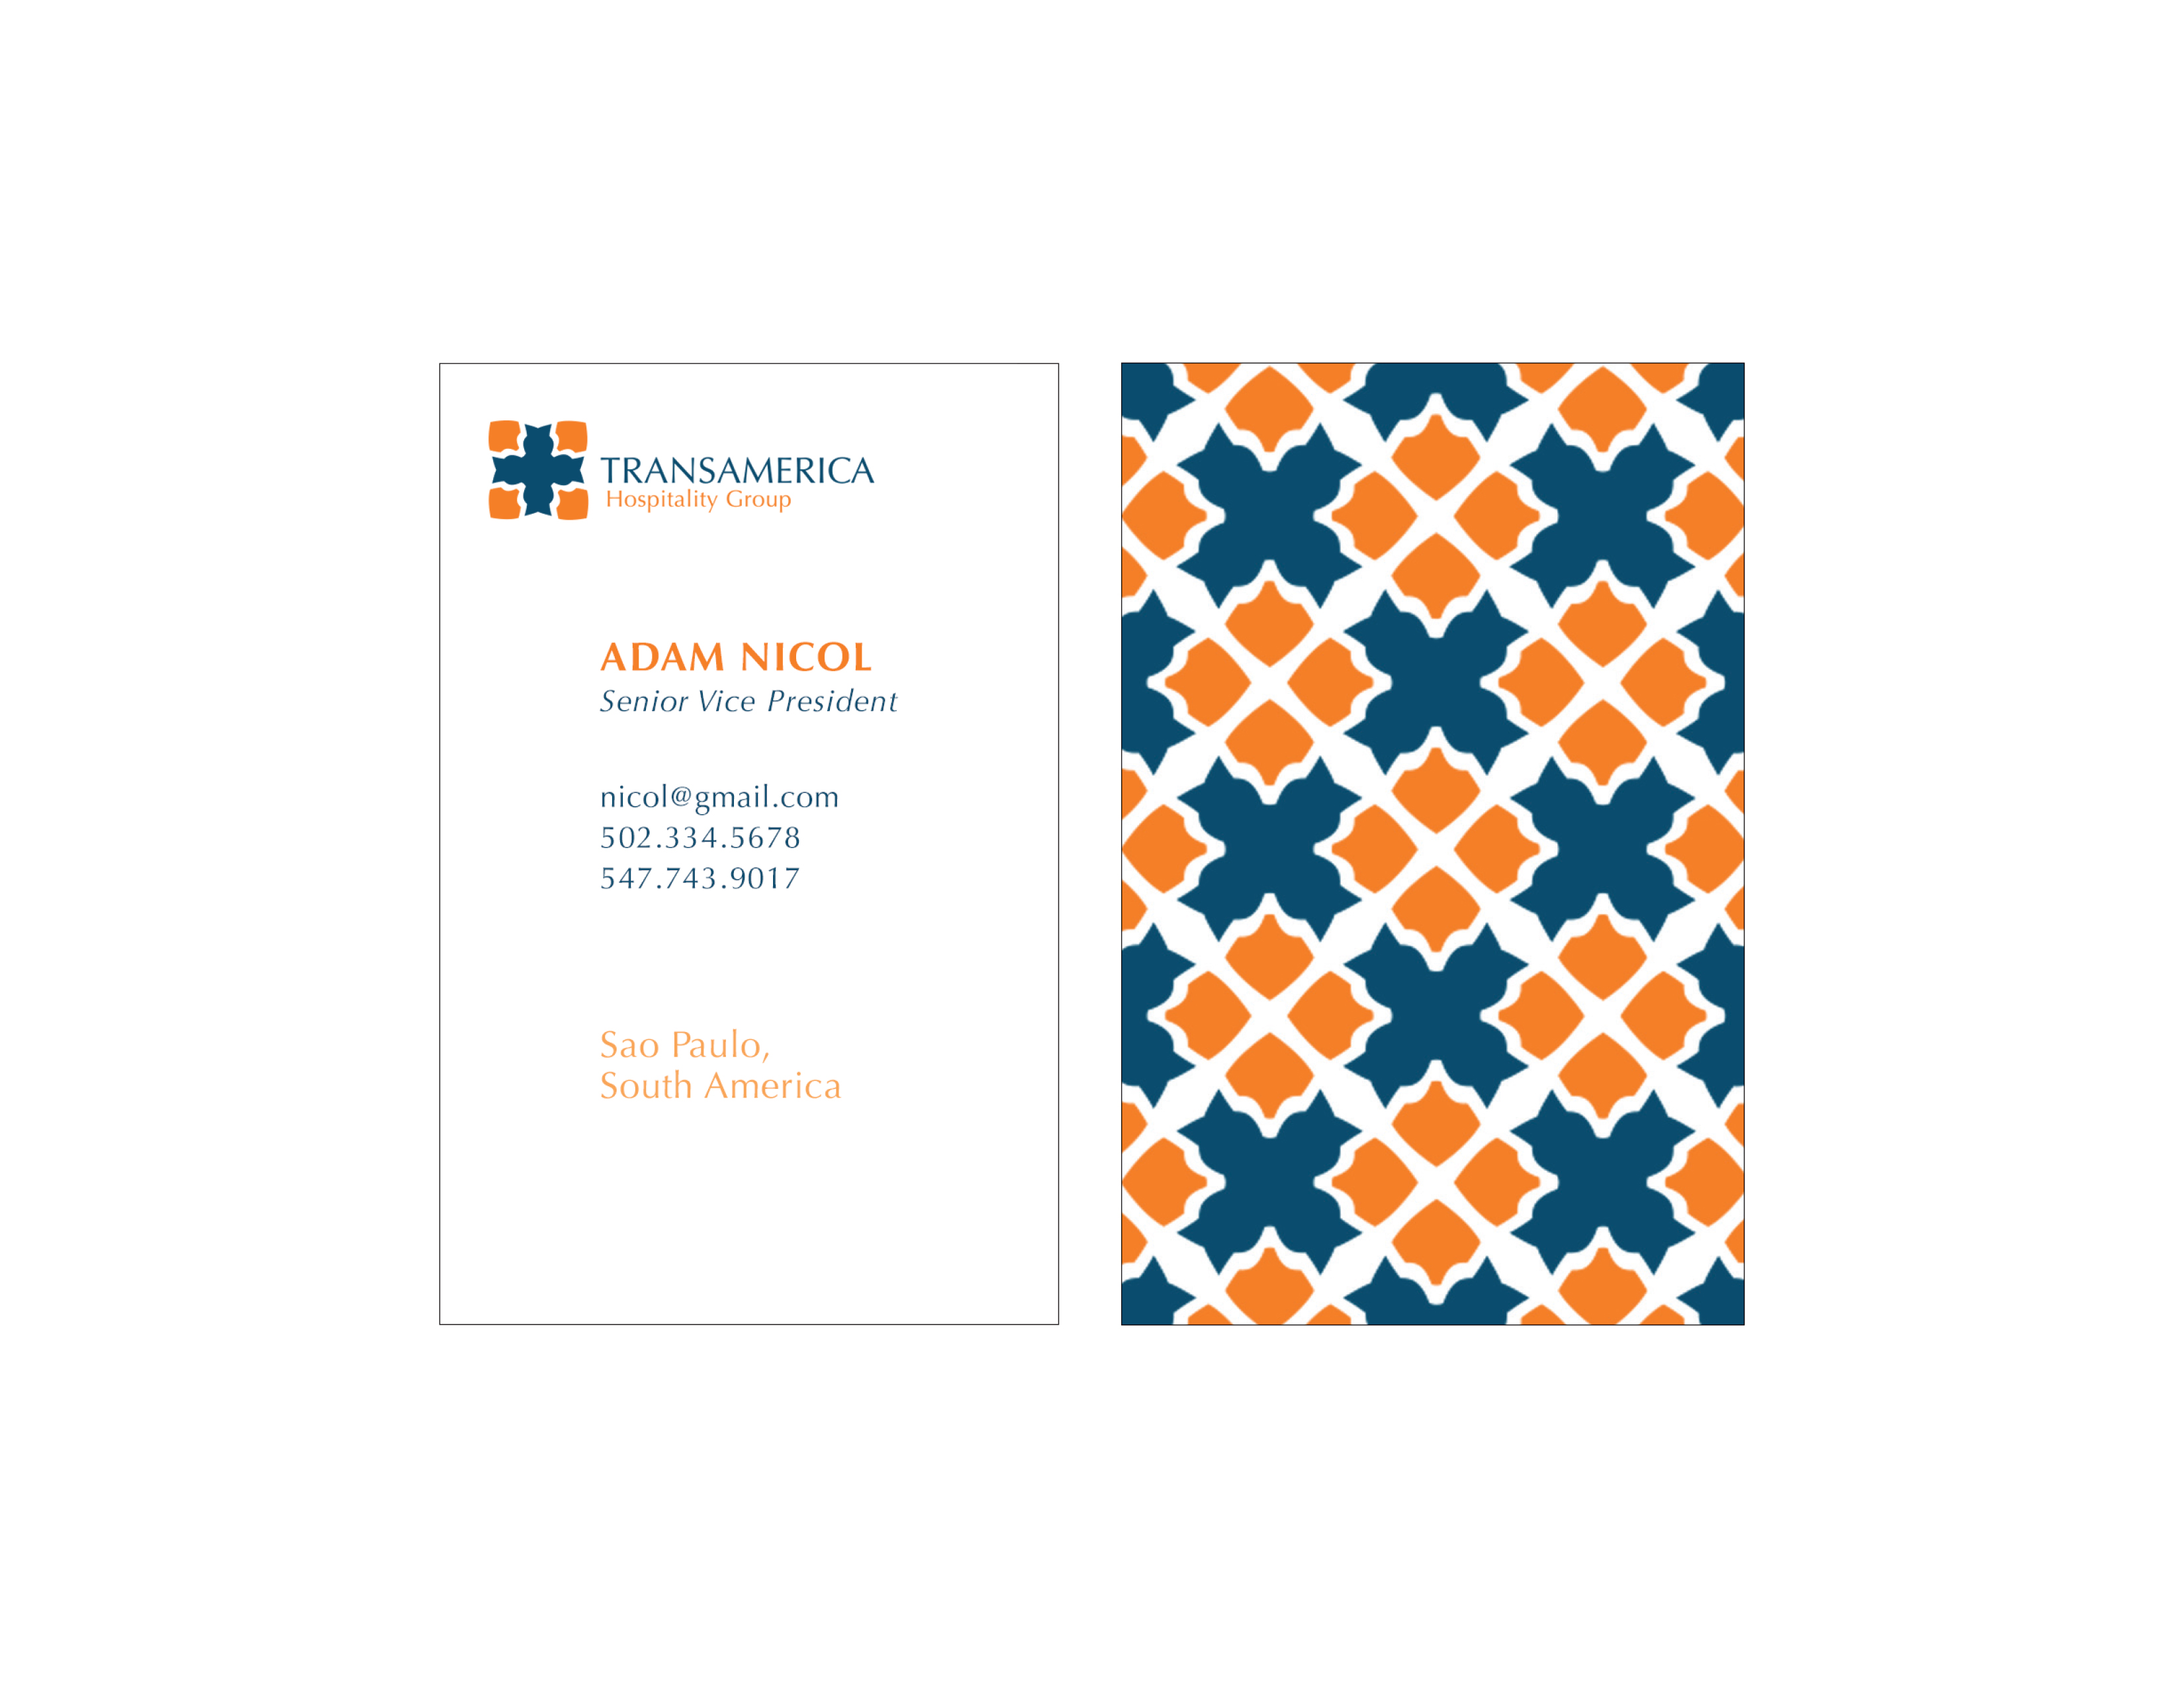 TRANSAMERICA
Hospitality Group
ADAM NICOL
Senior Vice President
nicol@gmail.com
502.334.5678
547.743.9017
Sao Paulo,
South America